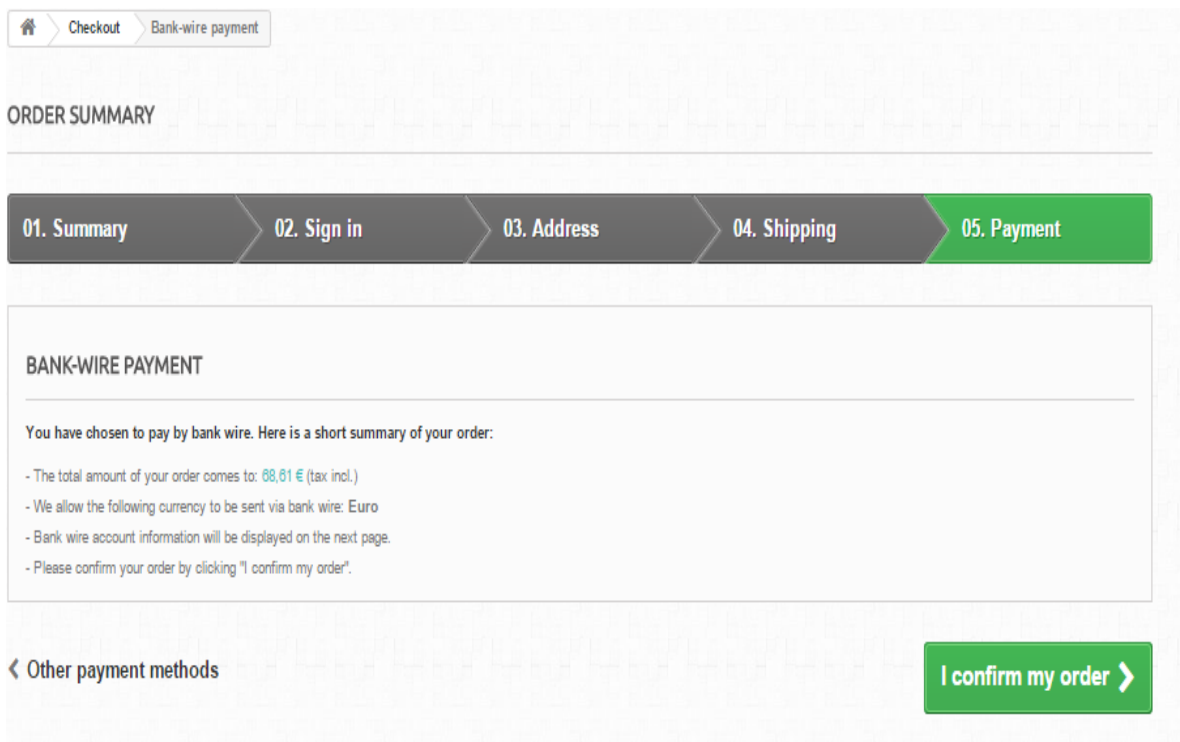 Checkout Bank-wire payment
ORDER SUMMARY
01. Summary 02. Sign in 03. Address 04. Shipping 05. Payment
BANK-WIRE PAYMENT
You have chosen to pay by bank wire. Here is a short summary of your order:
- The total amount of your order comes to: 68,61 € (tax incl.)
- We allow the following currency to be sent via bank wire: Euro
- Bank wire account information will be displayed on the next page.
- Please confirm your order by clicking "I confirm my order".
Other payment methods
I confirm my order